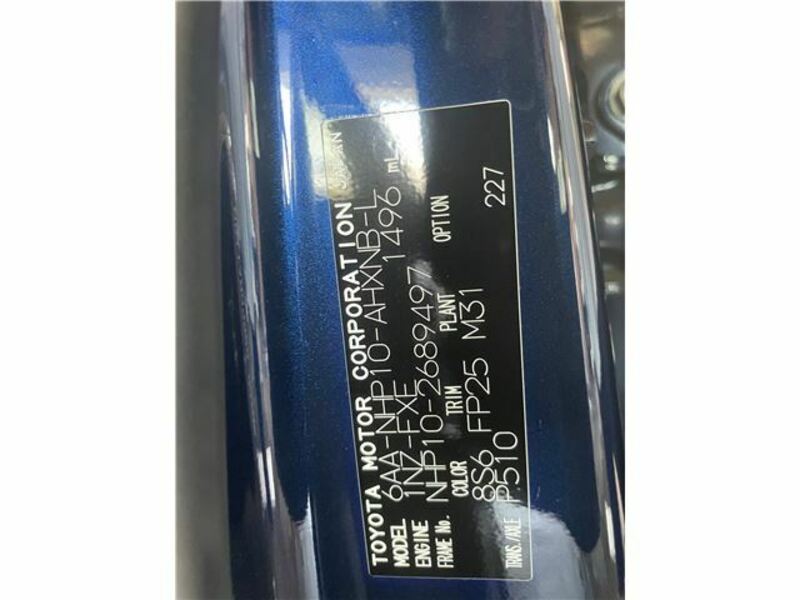 TOYOTA MOTOR CORPORATION JAPAN
MODEL 6AA-NHP10-AHXNB-L
ENGINE 1NZ-FXE 1496 mL
FRAME No. NHP10-2689497
COLOR TRIM PLANT OPTION
8S6 FP25 M31 227
TRANS./AXLE P510